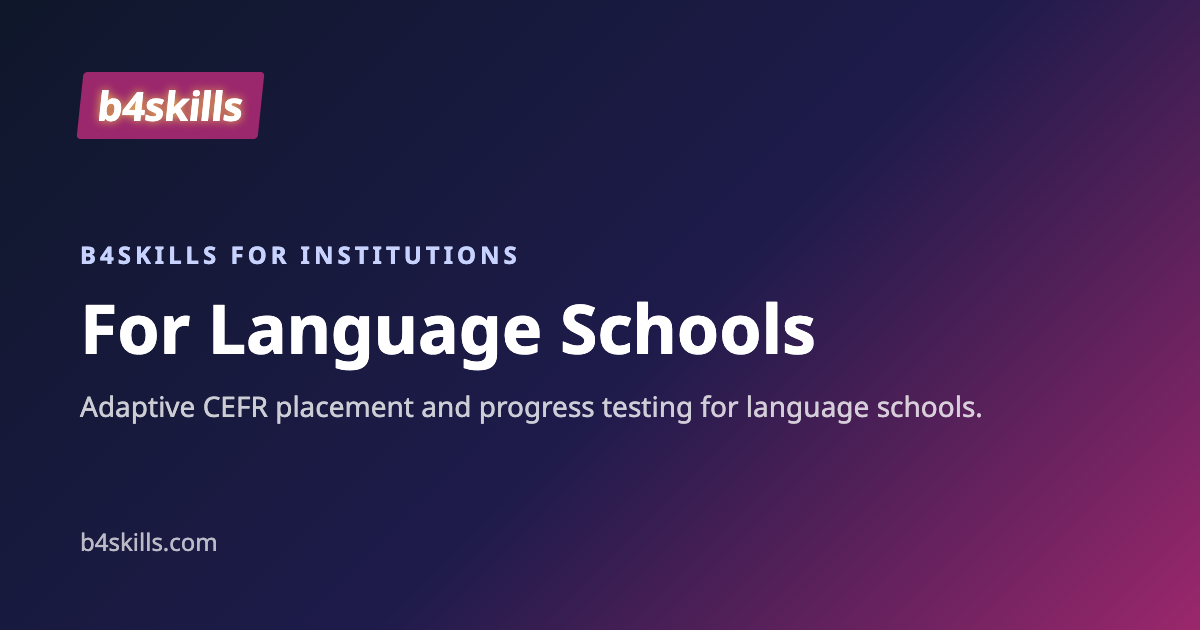 b4skills
B4SKILLS FOR INSTITUTIONS
For Language Schools
Adaptive CEFR placement and progress testing for language schools.
b4skills.com